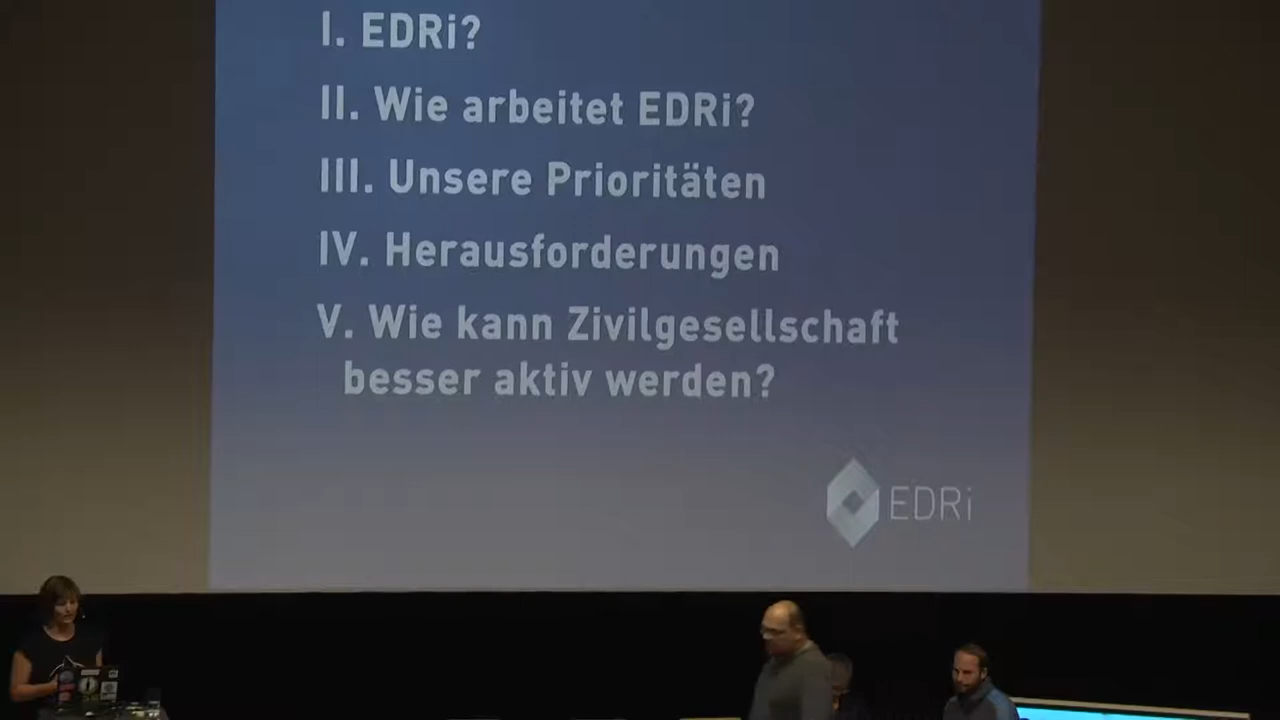 I. EDRi?
II. Wie arbeitet EDRi?
III. Unsere Prioritäten
IV. Herausforderungen
V. Wie kann Zivilgesellschaft
besser aktiv werden?
EDRi